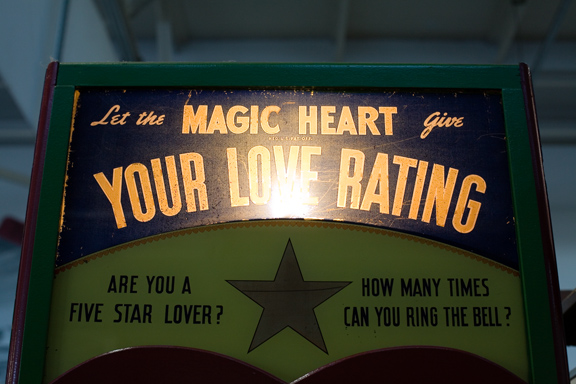 Let the MAGIC HEART Give
YOUR LOVE RATING
ARE YOU A
FIVE STAR LOVER?
HOW MANY TIMES
CAN YOU RING THE BELL?